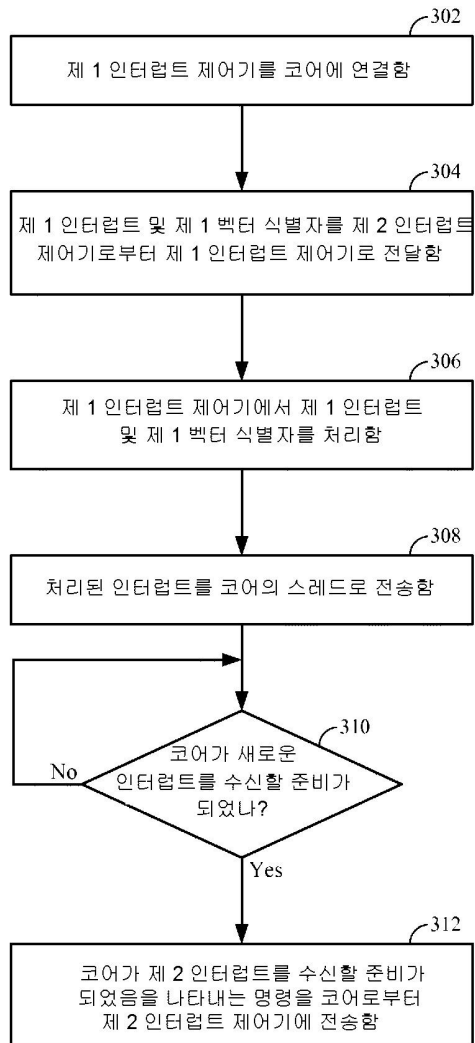 302
제 1 인터럽트 제어기를 코어에 연결함
304
제 1 인터럽트 및 제 1 벡터 식별자를 제 2 인터럽트
제어기로부터 제 1 인터럽트 제어기로 전달함
306
제 1 인터럽트 제어기에서 제 1 인터럽트
및 제 1 벡터 식별자를 처리함
308
처리된 인터럽트를 코어의 스레드로 전송함
310
코어가 새로운
인터럽트를 수신할 준비가
되었나?
No
Yes
312
코어가 제 2 인터럽트를 수신할 준비가
되었음을 나타내는 명령을 코어로부터
제 2 인터럽트 제어기에 전송함